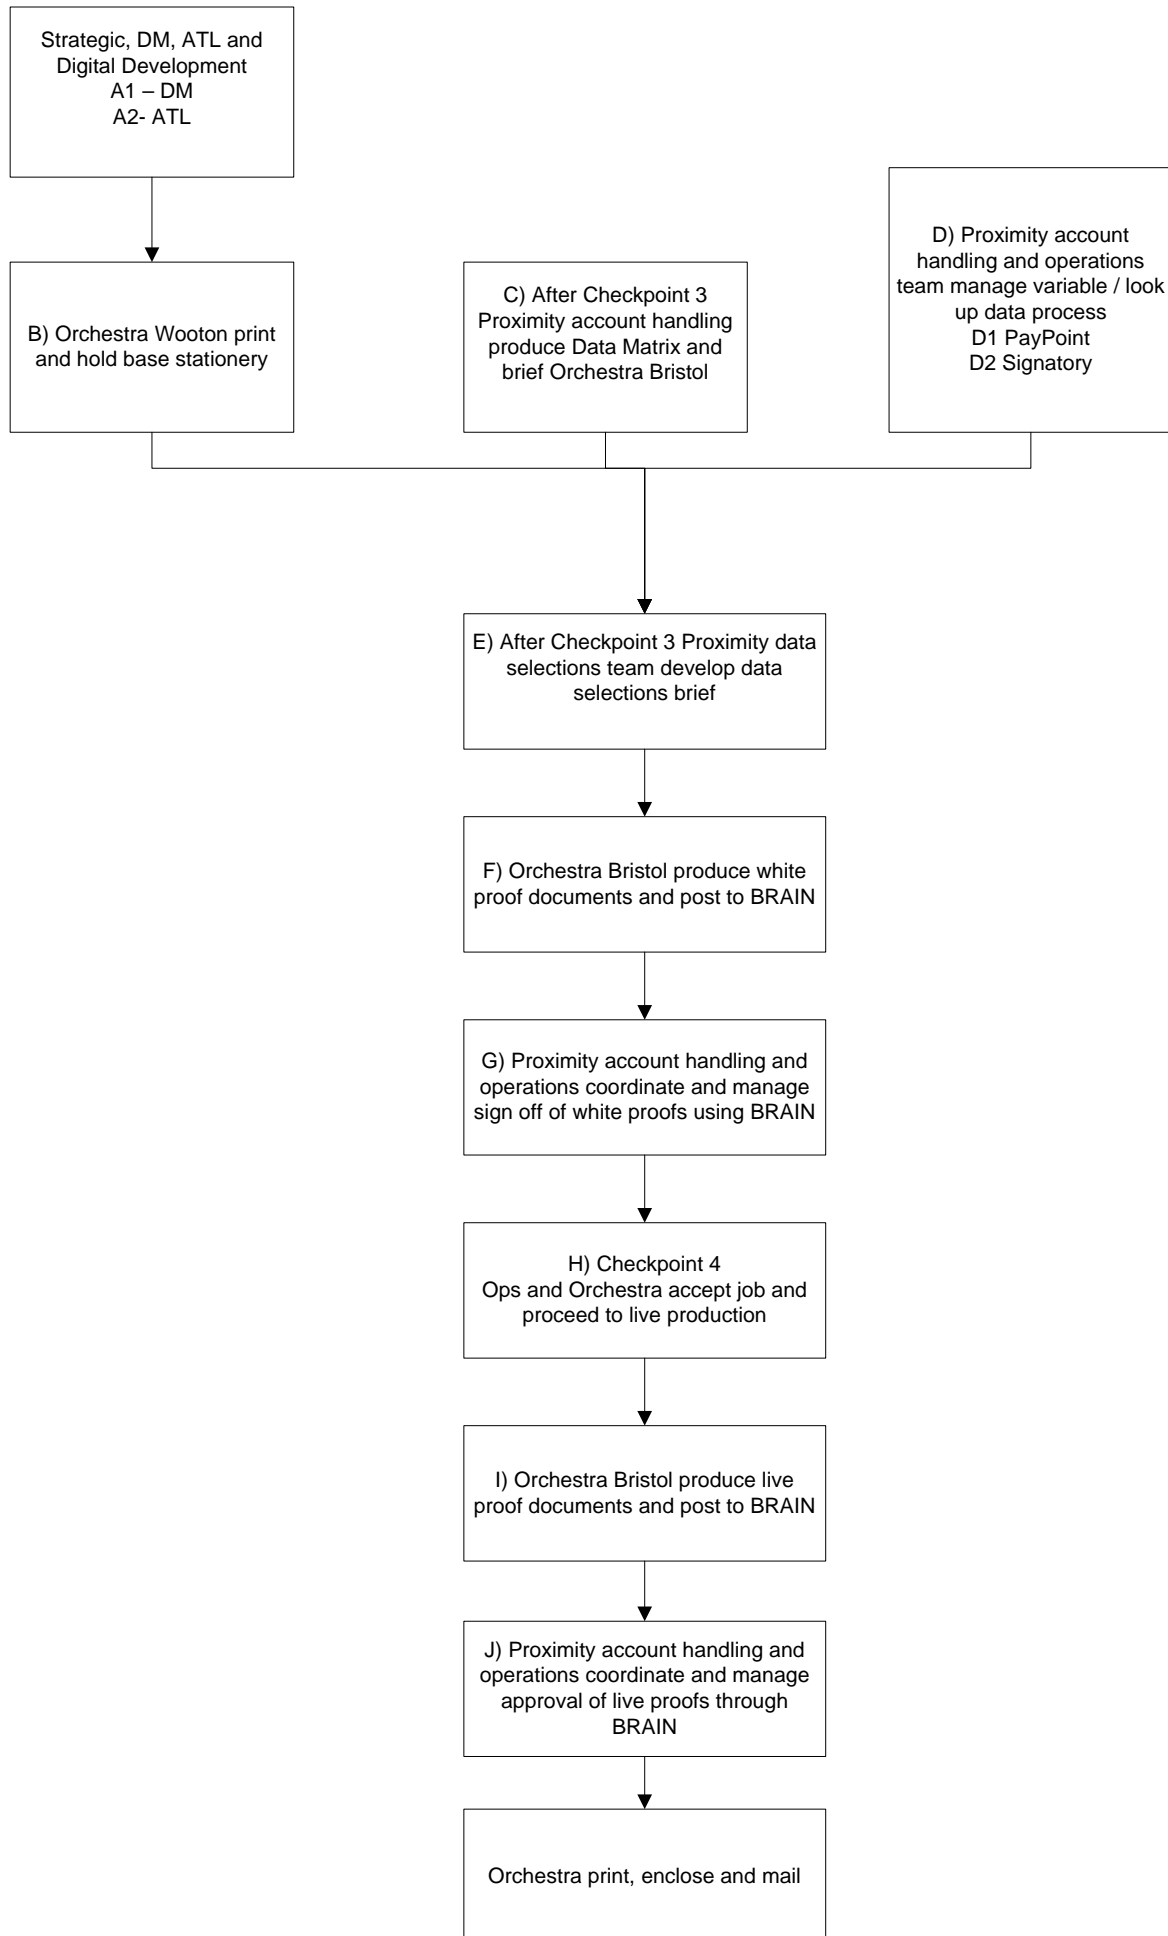 Strategic, DM, ATL and
Digital Development
A1 – DM
A2- ATL
B) Orchestra Wooton print
and hold base stationery
C) After Checkpoint 3
Proximity account handling
produce Data Matrix and
brief Orchestra Bristol
D) Proximity account
handling and operations
team manage variable / look
up data process
D1 PayPoint
D2 Signatory
E) After Checkpoint 3 Proximity data
selections team develop data
selections brief
F) Orchestra Bristol produce white
proof documents and post to BRAIN
G) Proximity account handling and
operations coordinate and manage
sign off of white proofs using BRAIN
H) Checkpoint 4
Ops and Orchestra accept job and
proceed to live production
I) Orchestra Bristol produce live
proof documents and post to BRAIN
J) Proximity account handling and
operations coordinate and manage
approval of live proofs through
BRAIN
Orchestra print, enclose and mail